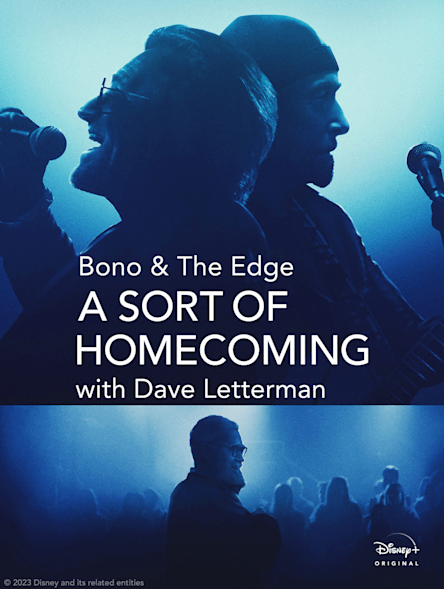 Bono & The Edge
A SORT OF
HOMECOMING
with Dave Letterman
Disney+
ORIGINAL
© 2023 Disney and its related entities